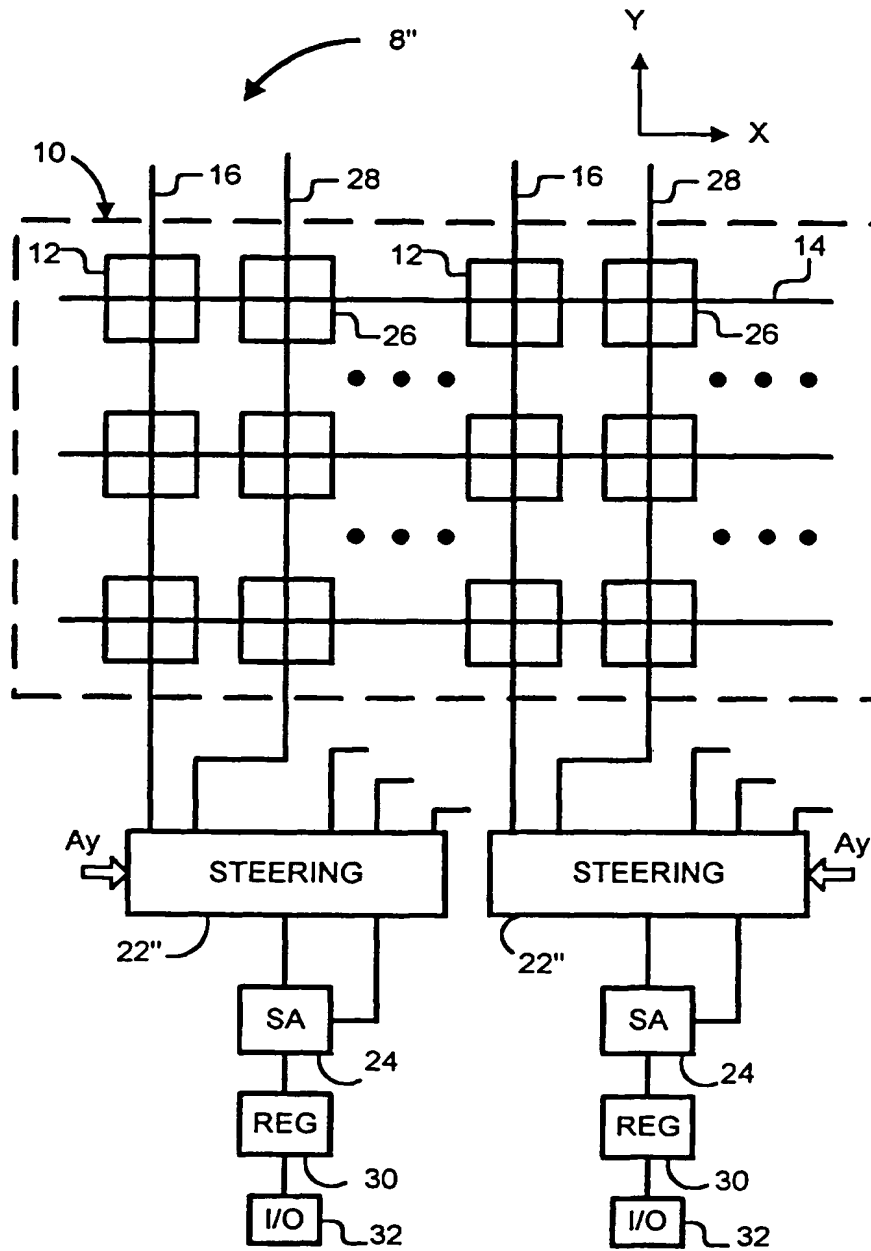 8"
Y
X
10
16
28
16
28
12
12
14
26
26
Ay
STEERING
STEERING
Ay
22"
22"
SA
SA
24
24
REG
REG
30
30
I/O
32
I/O
32